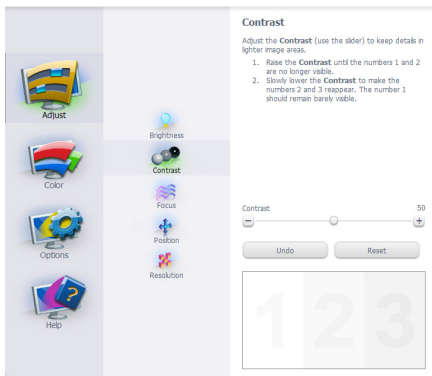 Contrast
Adjust the Contrast (use the slider) to keep details in
lighter image areas.
1. Raise the Contrast until the numbers 1 and 2
are no longer visible.
2. Slowly lower the Contrast to make the
numbers 2 and 3 reappear. The number 1
should remain barely visible.
Adjust
Color
Options
Help
Brightness
Contrast
Focus
Position
Resolution
Contrast 50
Undo Reset
1 2 3